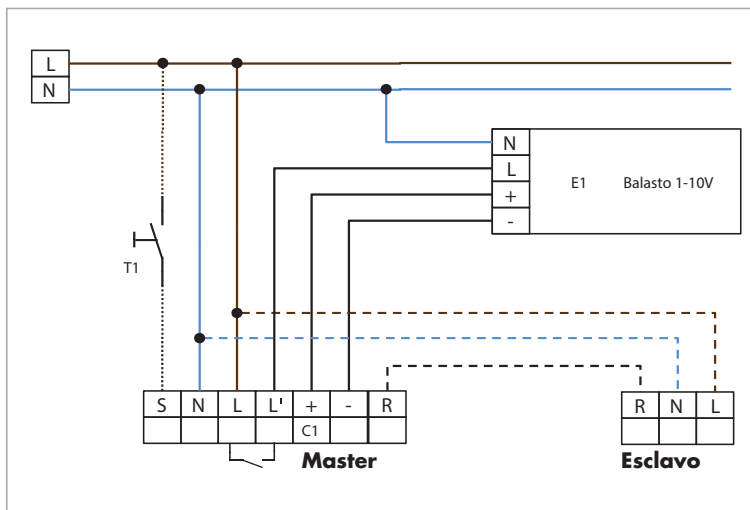 L
N
N
L
E1 Balasto 1-10V
+
-
T1
S N L L' + - R
C1
R N L
Master
Esclavo